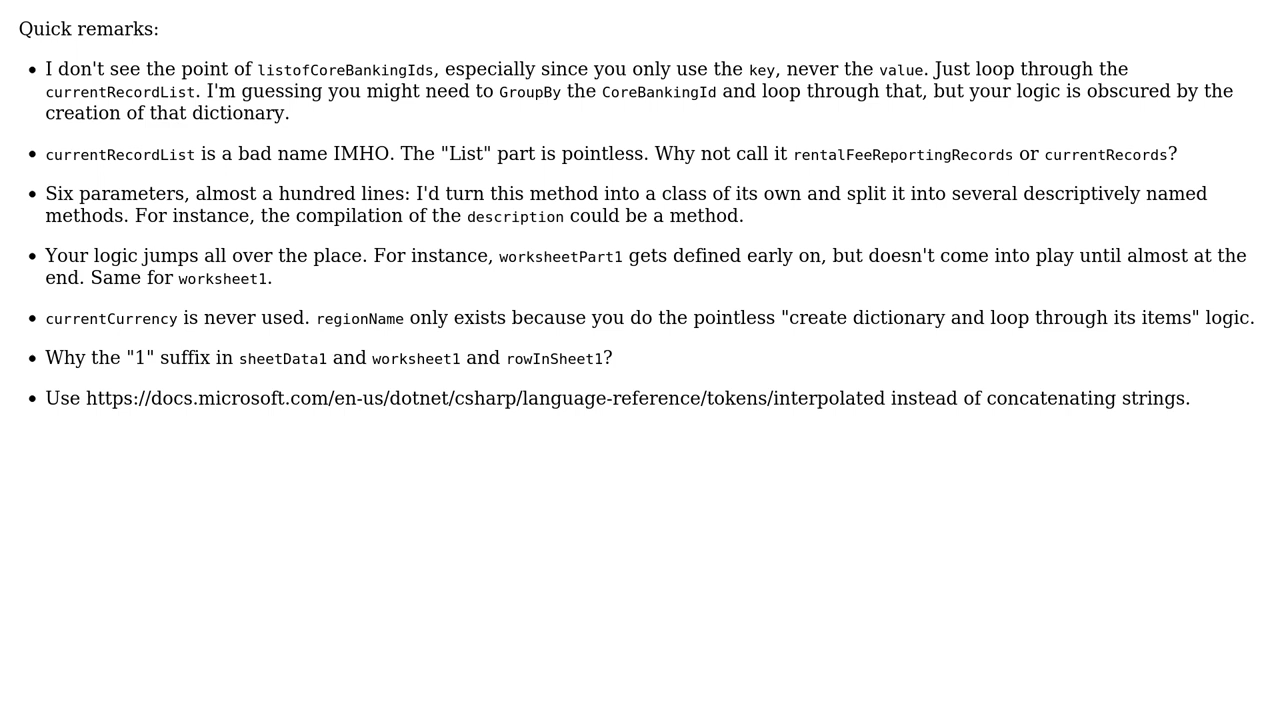 Quick remarks:
I don't see the point of listofCoreBankingIds, especially since you only use the key, never the value. Just loop through the
currentRecordList. I'm guessing you might need to GroupBy the CoreBankingId and loop through that, but your logic is obscured by the
creation of that dictionary.
currentRecordList is a bad name IMHO. The "List" part is pointless. Why not call it rentalFeeReportingRecords or currentRecords?
Six parameters, almost a hundred lines: I'd turn this method into a class of its own and split it into several descriptively named
methods. For instance, the compilation of the description could be a method.
Your logic jumps all over the place. For instance, worksheetPart1 gets defined early on, but doesn't come into play until almost at the
end. Same for worksheet1.
currentCurrency is never used. regionName only exists because you do the pointless "create dictionary and loop through its items" logic.
Why the "1" suffix in sheetData1 and worksheet1 and rowInSheet1?
Use https://docs.microsoft.com/en-us/dotnet/csharp/language-reference/tokens/interpolated instead of concatenating strings.